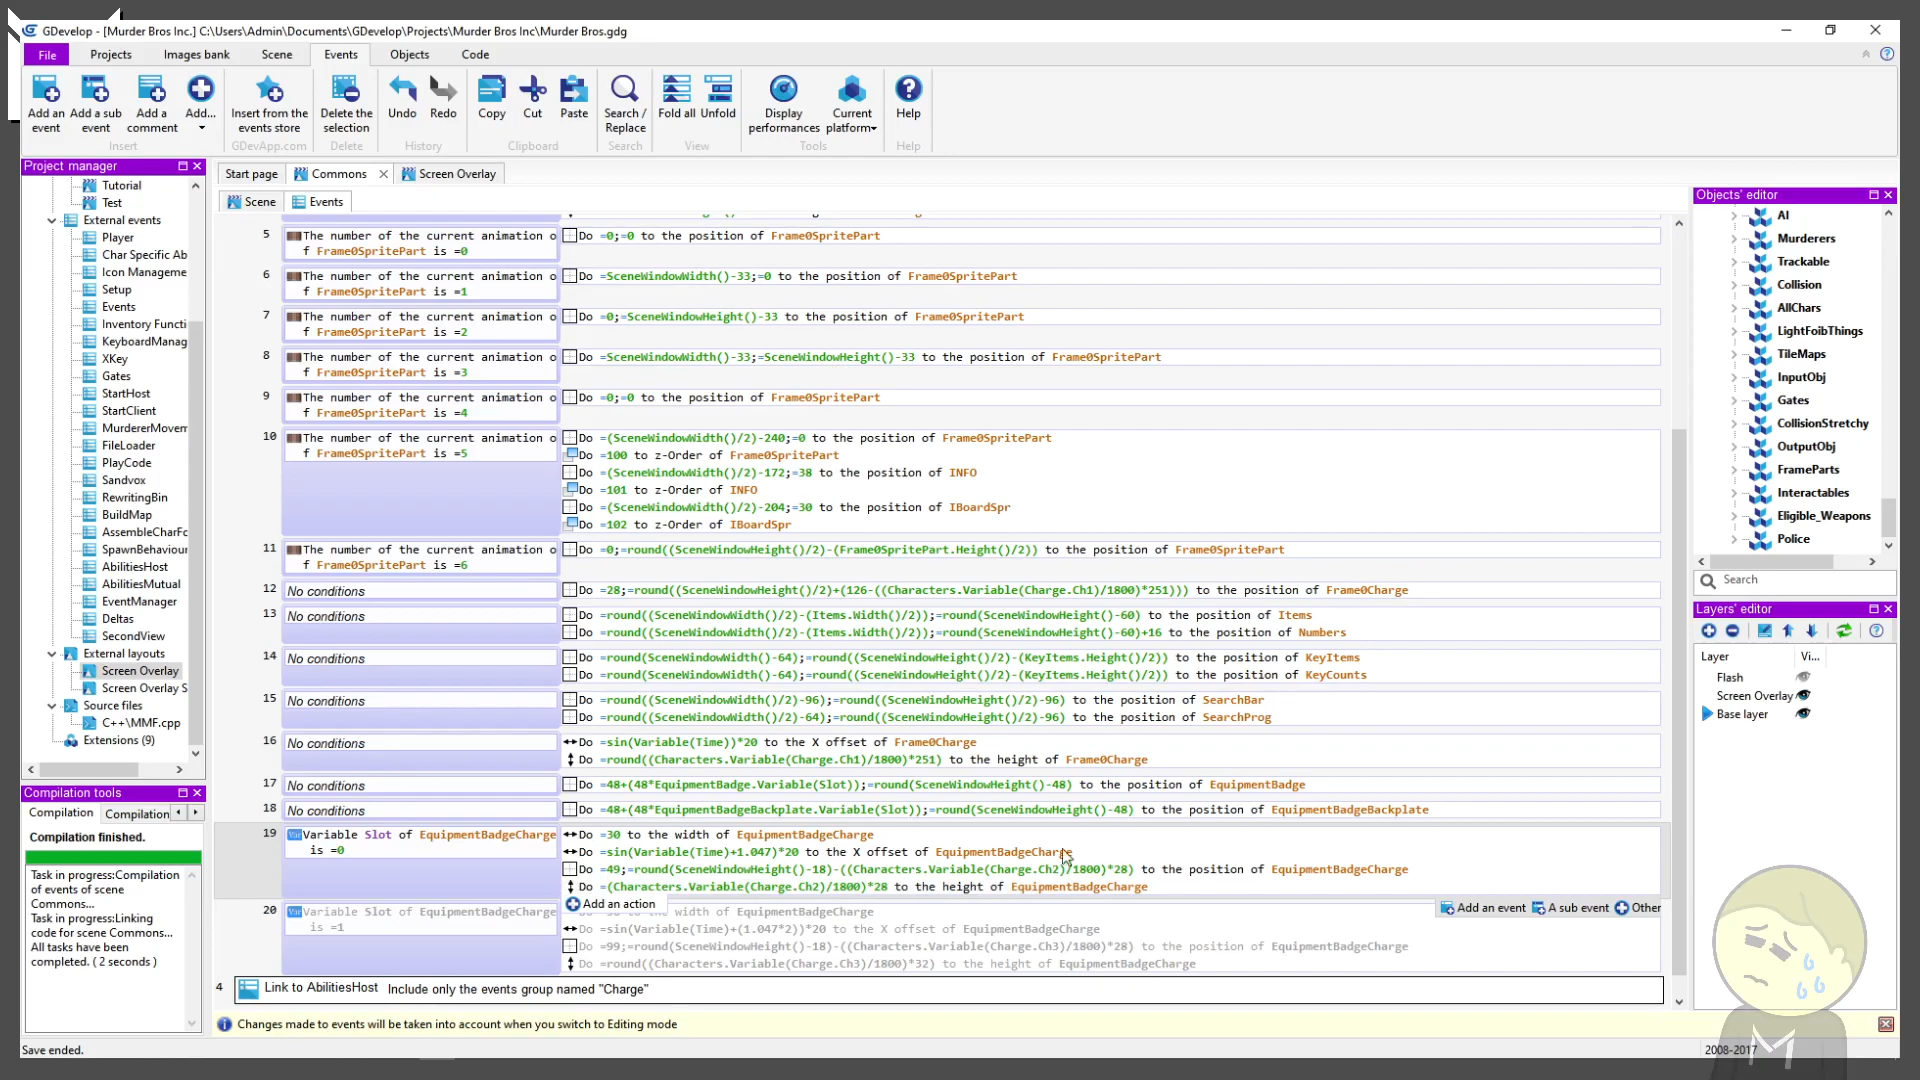 GDevelop - [Murder Bros Inc.] C:\Users\Admin\Documents\GDevelop\Projects\Murder Bros Inc\Murder Bros.gdg
File Projects Images bank Scene Events Objects Code
Add an event
Add a sub event
Add a comment
Add...
Insert from the events store
Delete the selection
Undo
Redo
Copy
Cut
Paste
Search / Replace
Fold all
Unfold
Display performances
Current platform
Help
Insert GDevApp.com Delete History Clipboard Search View Tools Help
Project manager
Tutorial
Test
External events
Player
Char Specific Ab
Icon Manageme
Setup
Events
Inventory Functi
KeyboardManag
XKey
Gates
StartHost
StartClient
MurdererMovem
FileLoader
PlayCode
Sandvox
RewritingBin
BuildMap
AssembleCharFc
SpawnBehaviour
AbilitiesHost
AbilitiesMutual
EventManager
Deltas
SecondView
External layouts
Screen Overlay
Screen Overlay S
Source files
C++\MMF.cpp
Extensions (9)
Compilation tools
Compilation Compilation
Compilation finished.
Task in progress:Compilation
of events of scene
Commons...
Task in progress:Linking
code for scene Commons...
All tasks have been
completed. ( 2 seconds )
Save ended.
Start page Commons Screen Overlay
Scene Events
5 The number of the current animation o
f Frame0SpritePart is =0
Do =0;=0 to the position of Frame0SpritePart
6 The number of the current animation o
f Frame0SpritePart is =1
Do =SceneWindowWidth()-33;=0 to the position of Frame0SpritePart
7 The number of the current animation o
f Frame0SpritePart is =2
Do =0;=SceneWindowHeight()-33 to the position of Frame0SpritePart
8 The number of the current animation o
f Frame0SpritePart is =3
Do =SceneWindowWidth()-33;=SceneWindowHeight()-33 to the position of Frame0SpritePart
9 The number of the current animation o
f Frame0SpritePart is =4
Do =0;=0 to the position of Frame0SpritePart
10 The number of the current animation o
f Frame0SpritePart is =5
Do =(SceneWindowWidth()/2)-240;=0 to the position of Frame0SpritePart
Do =100 to z-Order of Frame0SpritePart
Do =(SceneWindowWidth()/2)-172;=38 to the position of INFO
Do =101 to z-Order of INFO
Do =(SceneWindowWidth()/2)-204;=30 to the position of IBoardSpr
Do =102 to z-Order of IBoardSpr
11 The number of the current animation o
f Frame0SpritePart is =6
Do =0;=round((SceneWindowHeight()/2)-(Frame0SpritePart.Height()/2)) to the position of Frame0SpritePart
12 No conditions
Do =28;=round((SceneWindowHeight()/2)+(126-((Characters.Variable(Charge.Ch1)/1800)*251))) to the position of Frame0Charge
13 No conditions
Do =round((SceneWindowWidth()/2)-(Items.Width()/2));=round(SceneWindowHeight()-60) to the position of Items
Do =round((SceneWindowWidth()/2)-(Items.Width()/2));=round(SceneWindowHeight()-60)+16 to the position of Numbers
14 No conditions
Do =round(SceneWindowWidth()-64);=round((SceneWindowHeight()/2)-(KeyItems.Height()/2)) to the position of KeyItems
Do =round(SceneWindowWidth()-64);=round((SceneWindowHeight()/2)-(KeyItems.Height()/2)) to the position of KeyCounts
15 No conditions
Do =round((SceneWindowWidth()/2)-96);=round((SceneWindowHeight()/2)-96) to the position of SearchBar
Do =round((SceneWindowWidth()/2)-64);=round((SceneWindowHeight()/2)-96) to the position of SearchProg
16 No conditions
Do =sin(Variable(Time))*20 to the X offset of Frame0Charge
Do =round((Characters.Variable(Charge.Ch1)/1800)*251) to the height of Frame0Charge
17 No conditions
Do =48+(48*EquipmentBadge.Variable(Slot));=round(SceneWindowHeight()-48) to the position of EquipmentBadge
18 No conditions
Do =48+(48*EquipmentBadgeBackplate.Variable(Slot));=round(SceneWindowHeight()-48) to the position of EquipmentBadgeBackplate
19 Variable Slot of EquipmentBadgeCharge
is =0
Do =30 to the width of EquipmentBadgeCharge
Do =sin(Variable(Time)+1.047)*20 to the X offset of EquipmentBadgeCharge
Do =49;=round(SceneWindowHeight()-18)-((Characters.Variable(Charge.Ch2)/1800)*28) to the position of EquipmentBadgeCharge
Do =(Characters.Variable(Charge.Ch2)/1800)*28 to the height of EquipmentBadgeCharge
Add an action
Add an event A sub event Other
20 Variable Slot of EquipmentBadgeCharge
is =1
the width of EquipmentBadgeCharge
Do =sin(Variable(Time)+(1.047*2))*20 to the X offset of EquipmentBadgeCharge
Do =99;=round(SceneWindowHeight()-18)-((Characters.Variable(Charge.Ch3)/1800)*28) to the position of EquipmentBadgeCharge
Do =round((Characters.Variable(Charge.Ch3)/1800)*32) to the height of EquipmentBadgeCharge
4 Link to AbilitiesHost Include only the events group named "Charge"
Changes made to events will be taken into account when you switch to Editing mode
Objects' editor
AI
Murderers
Trackable
Collision
AllChars
LightFoibThings
TileMaps
InputObj
Gates
CollisionStretchy
OutputObj
FrameParts
Interactables
Eligible_Weapons
Police
Search
Layers' editor
Layer Vi...
Flash
Screen Overlay
Base layer
2008-2017